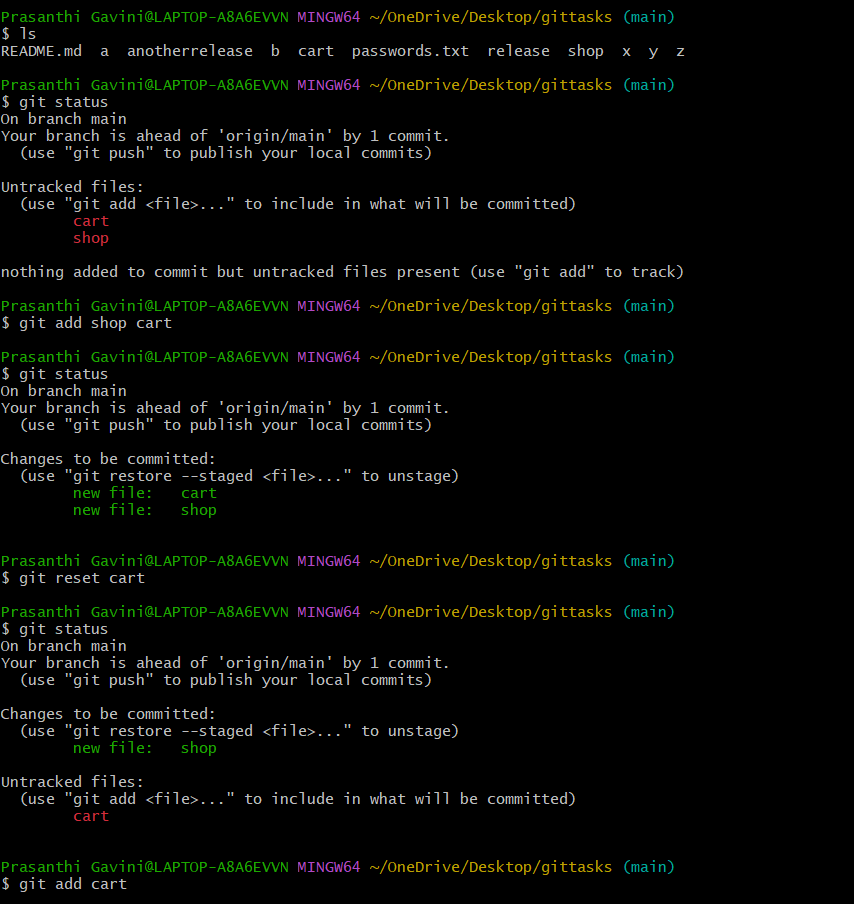 Prasanthi Gavini@LAPTOP-A8A6EVVN MINGW64 ~/OneDrive/Desktop/gittasks (main)
$ ls
README.md  a  anotherrelease  b  cart  passwords.txt  release  shop  x  y  z

Prasanthi Gavini@LAPTOP-A8A6EVVN MINGW64 ~/OneDrive/Desktop/gittasks (main)
$ git status
On branch main
Your branch is ahead of 'origin/main' by 1 commit.
  (use "git push" to publish your local commits)

Untracked files:
  (use "git add <file>..." to include in what will be committed)
        cart
        shop

nothing added to commit but untracked files present (use "git add" to track)

Prasanthi Gavini@LAPTOP-A8A6EVVN MINGW64 ~/OneDrive/Desktop/gittasks (main)
$ git add shop cart

Prasanthi Gavini@LAPTOP-A8A6EVVN MINGW64 ~/OneDrive/Desktop/gittasks (main)
$ git status
On branch main
Your branch is ahead of 'origin/main' by 1 commit.
  (use "git push" to publish your local commits)

Changes to be committed:
  (use "git restore --staged <file>..." to unstage)
        new file:   cart
        new file:   shop


Prasanthi Gavini@LAPTOP-A8A6EVVN MINGW64 ~/OneDrive/Desktop/gittasks (main)
$ git reset cart

Prasanthi Gavini@LAPTOP-A8A6EVVN MINGW64 ~/OneDrive/Desktop/gittasks (main)
$ git status
On branch main
Your branch is ahead of 'origin/main' by 1 commit.
  (use "git push" to publish your local commits)

Changes to be committed:
  (use "git restore --staged <file>..." to unstage)
        new file:   shop

Untracked files:
  (use "git add <file>..." to include in what will be committed)
        cart


Prasanthi Gavini@LAPTOP-A8A6EVVN MINGW64 ~/OneDrive/Desktop/gittasks (main)
$ git add cart